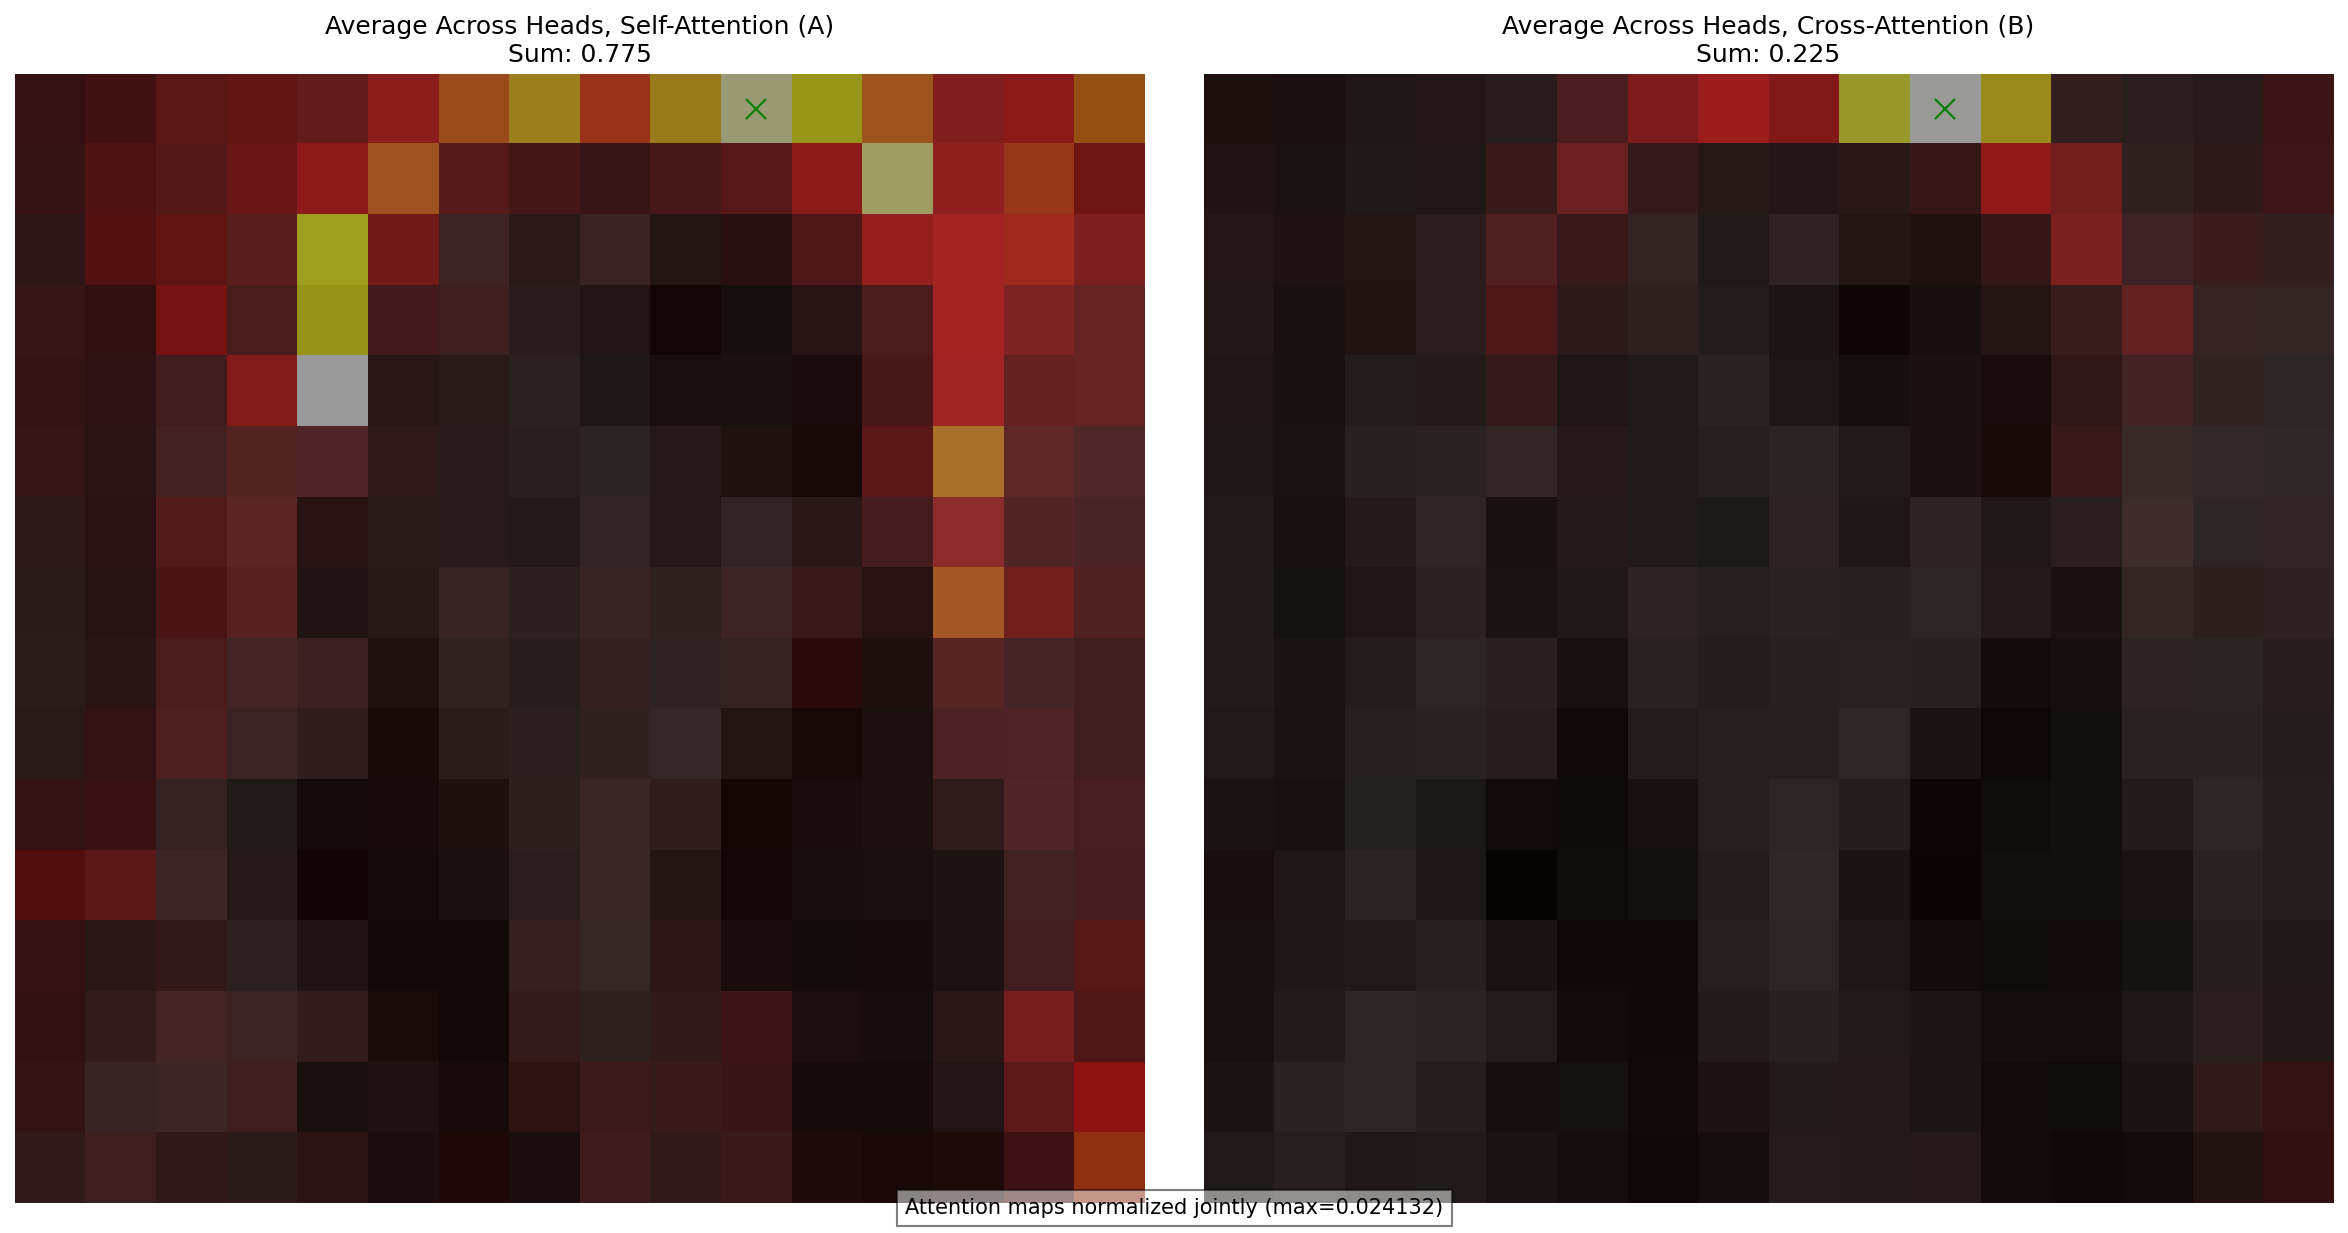 Average Across Heads, Self-Attention (A)
Sum: 0.775
Average Across Heads, Cross-Attention (B)
Sum: 0.225
Attention maps normalized jointly (max=0.024132)